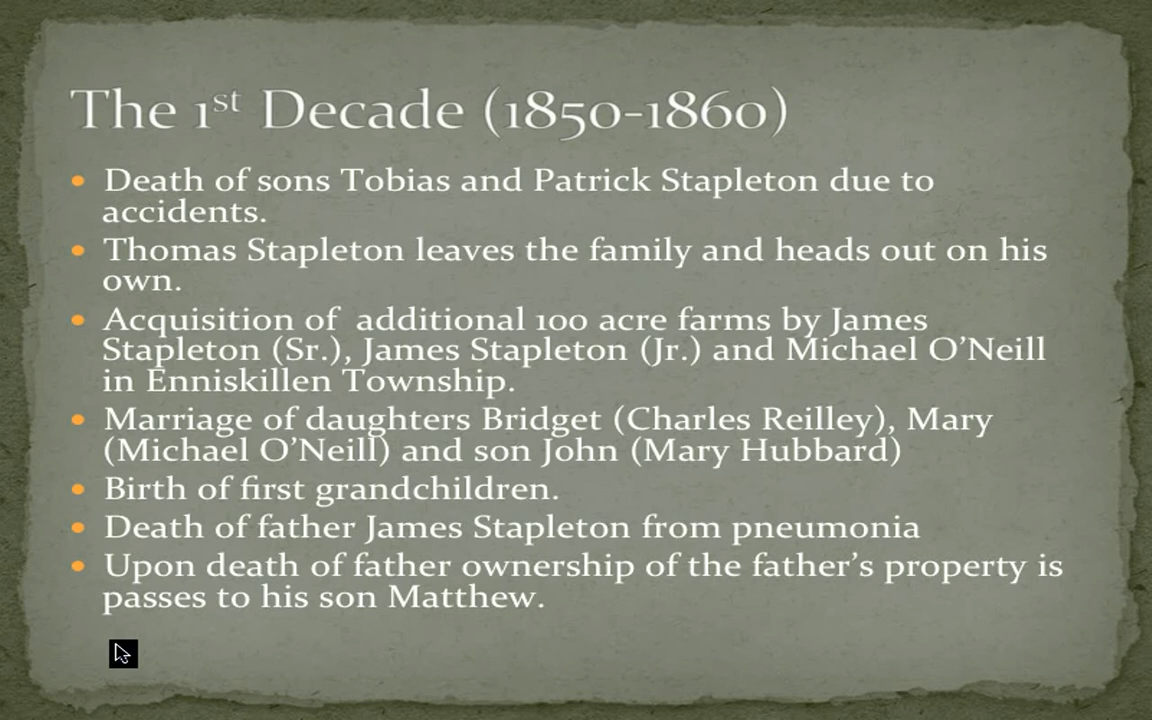 The 1st Decade (1850-1860)
• Death of sons Tobias and Patrick Stapleton due to
accidents.
• Thomas Stapleton leaves the family and heads out on his
own.
• Acquisition of  additional 100 acre farms by James
Stapleton (Sr.), James Stapleton (Jr.) and Michael O’Neill
in Enniskillen Township.
• Marriage of daughters Bridget (Charles Reilley), Mary
(Michael O’Neill) and son John (Mary Hubbard)
• Birth of first grandchildren.
• Death of father James Stapleton from pneumonia
• Upon death of father ownership of the father’s property is
passes to his son Matthew.